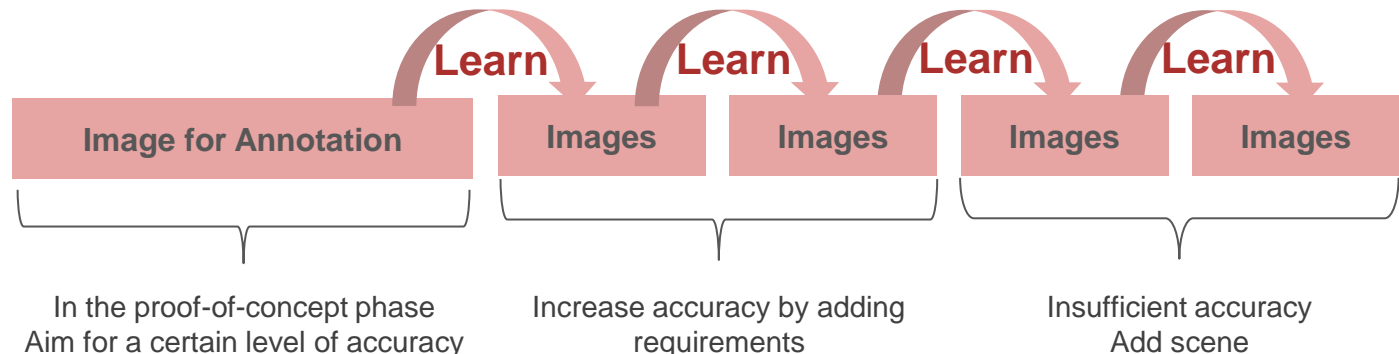 Learn
Learn
Learn
Learn
Image for Annotation
Images
Images
Images
Images
In the proof-of-concept phase
Aim for a certain level of accuracy
Increase accuracy by adding
requirements
Insufficient accuracy
Add scene